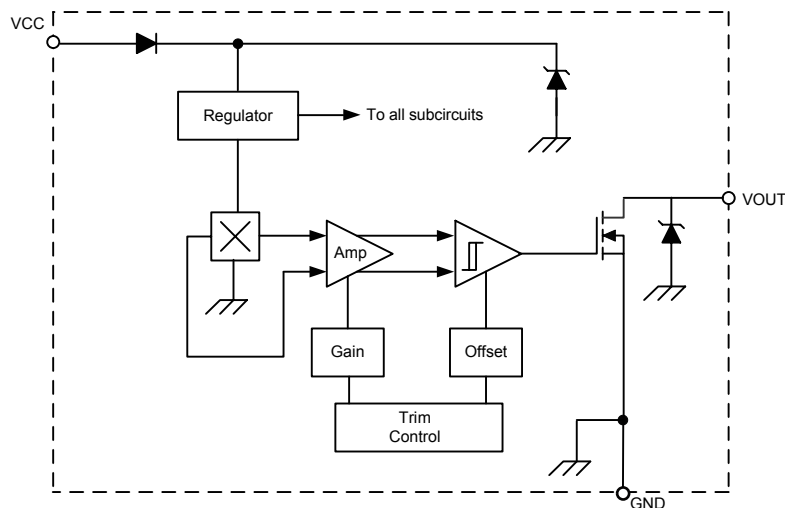 VCC
Regulator
To all subcircuits
VOUT
Amp
Gain
Offset
Trim
Control
GND